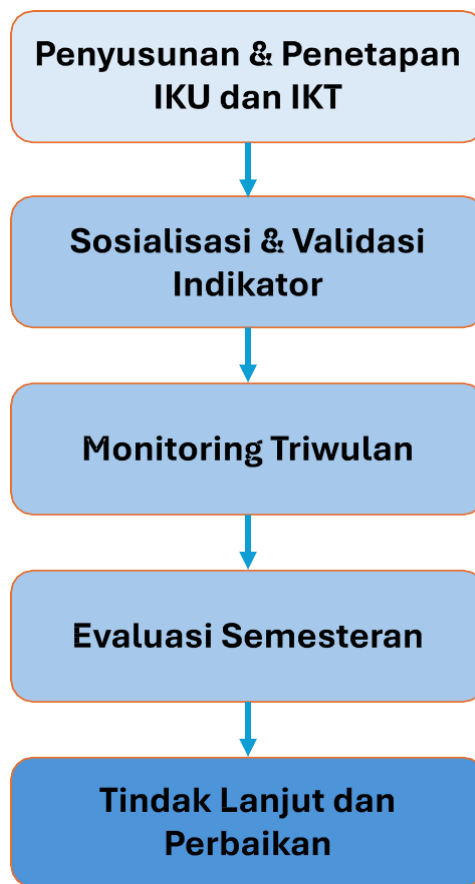 Penyusunan & Penetapan
IKU dan IKT
Sosialisasi & Validasi
Indikator
Monitoring Triwulan
Evaluasi Semesteran
Tindak Lanjut dan
Perbaikan